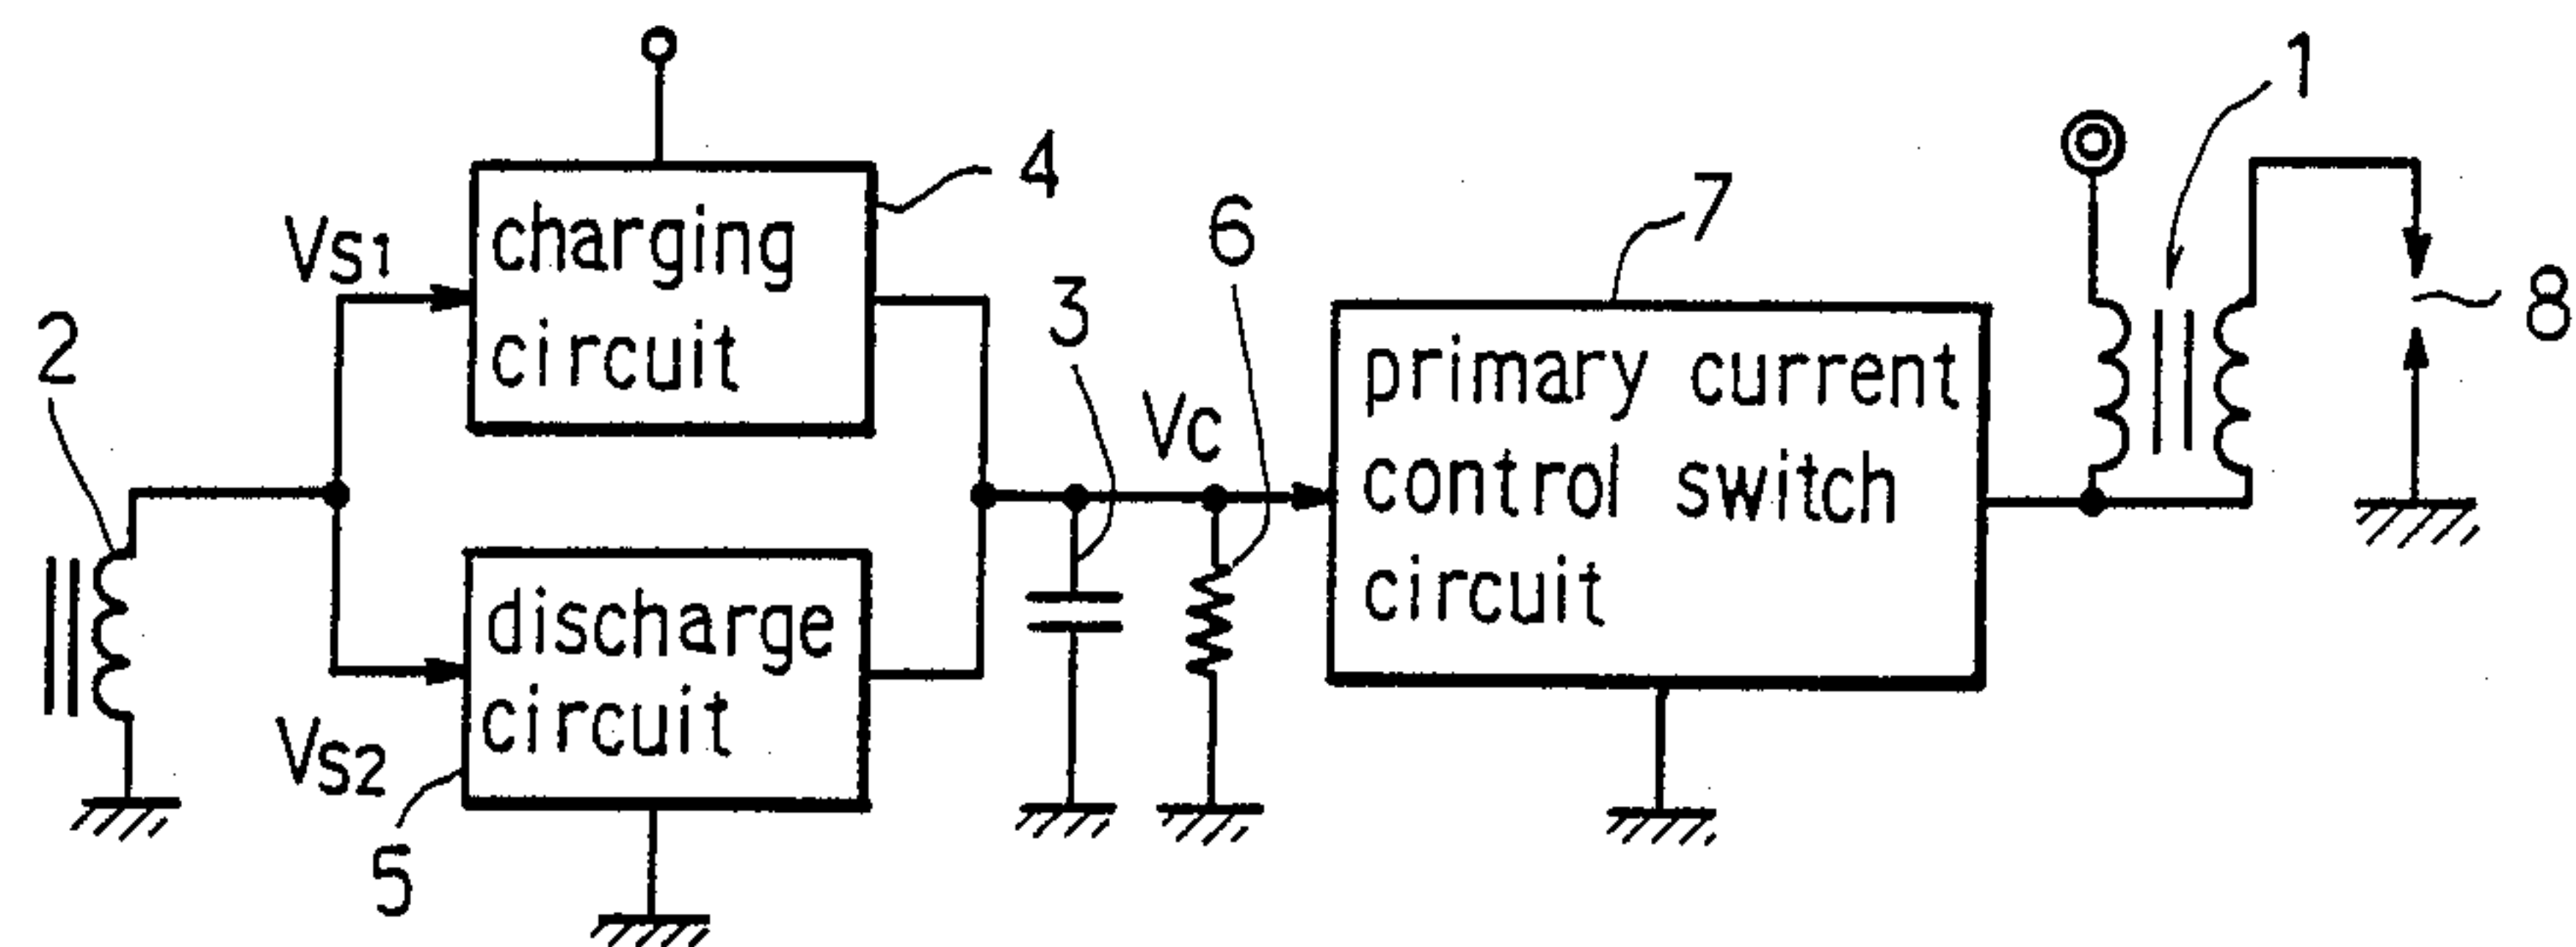 1
4
7
6
charging
circuit
VS1
8
3
2
primary current
control switch
circuit
VC
discharge
circuit
VS2
5